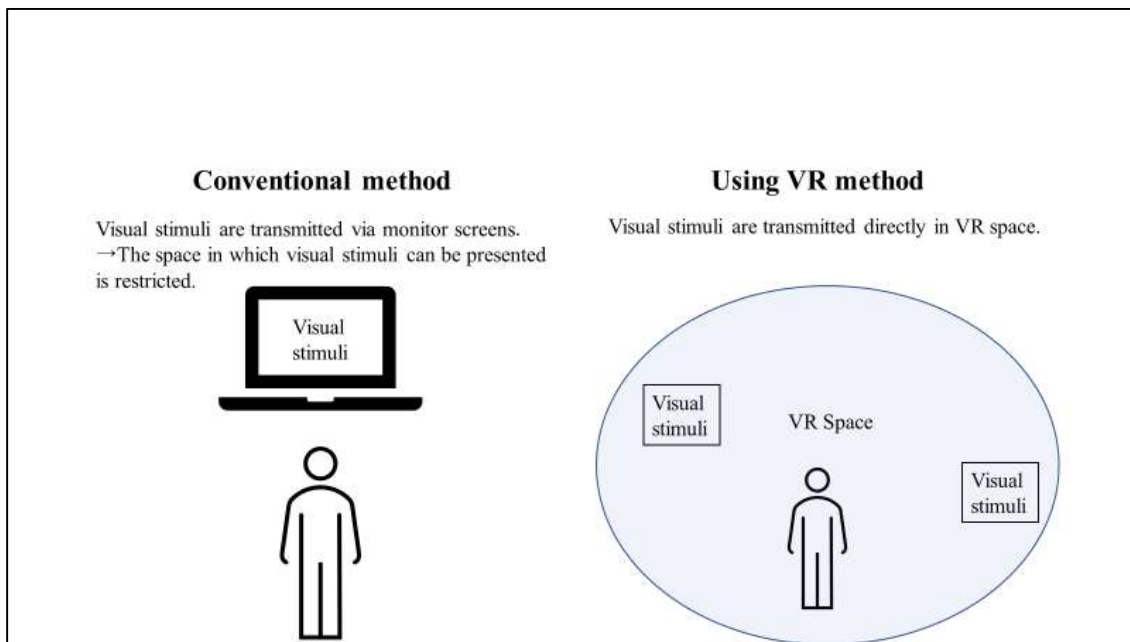 Conventional method
Visual stimuli are transmitted via monitor screens.
→The space in which visual stimuli can be presented
is restricted.
Visual
stimuli
Using VR method
Visual stimuli are transmitted directly in VR space.
Visual
stimuli
VR Space
Visual
stimuli